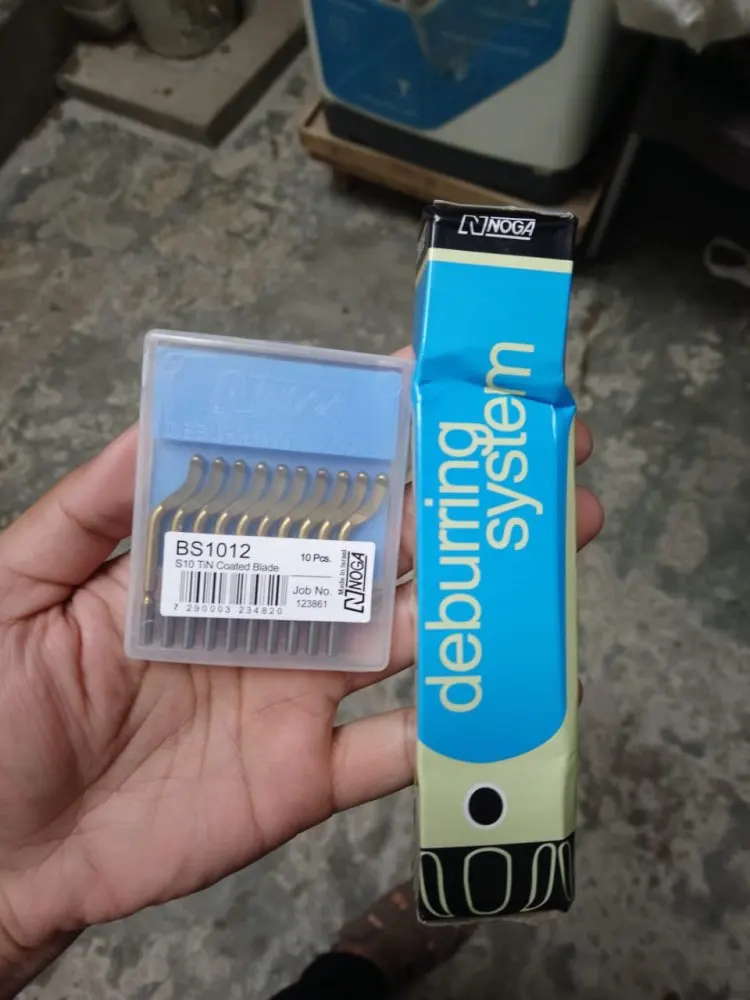 BS1012
10 Pcs.
S10 TiN Coated Blade
Job No.
123861
7 290003 234820
Made in Israel
NOGA
NOGA
deburring
system